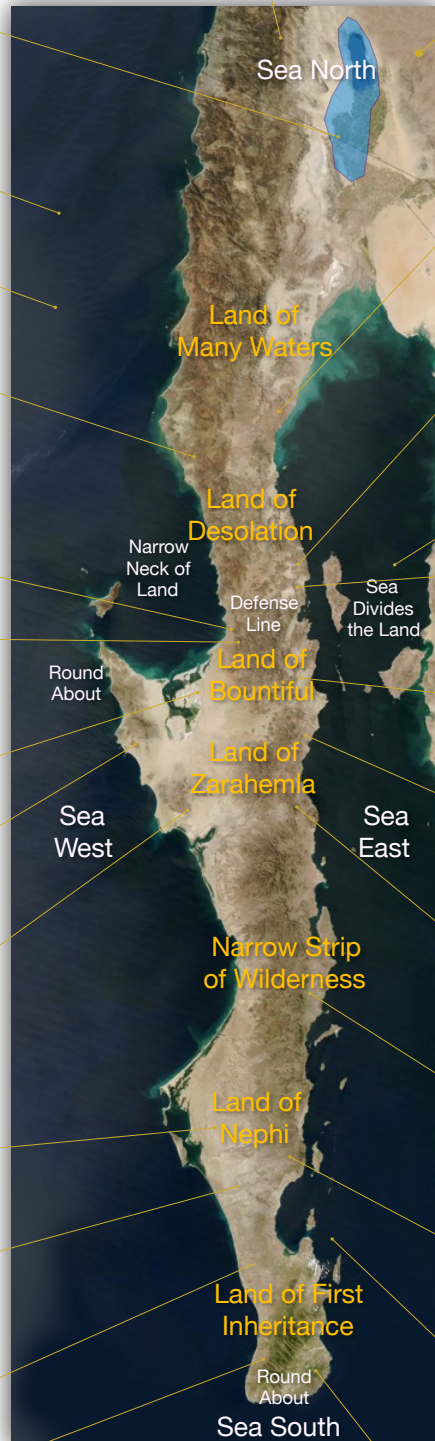 Sea North
Land of
Many Waters
Land of
Desolation
Narrow
Neck of
Land
Defense
Line
Sea
Divides
the Land
Round
About
Land of
Bountiful
Land of
Zarahemla
Sea
West
Sea
East
Narrow Strip
of Wilderness
Land of
Nephi
Land of First
Inheritance
Round
About
Sea South